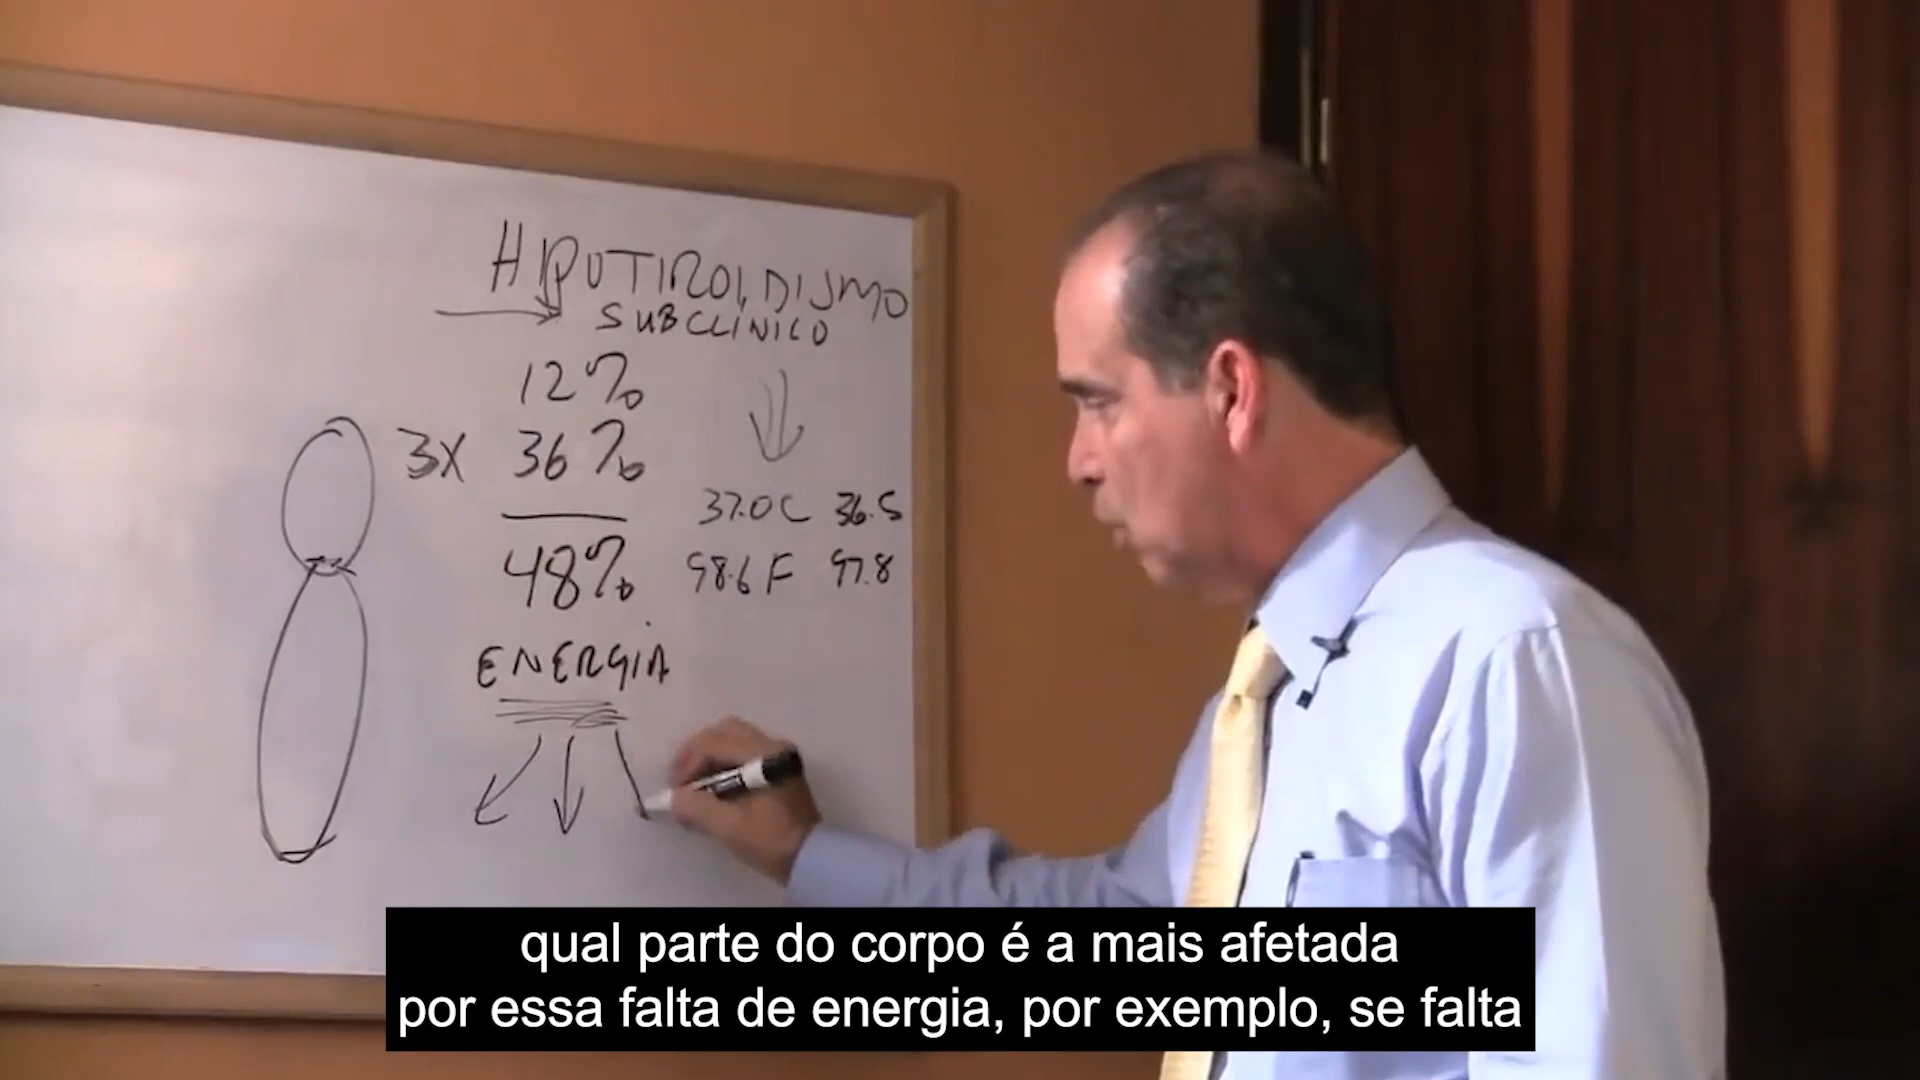 HIPOTIROIDISMO
SUBCLINICO
12%
3X 36%
48%
37.0C 36.5
98.6F 97.8
ENERGIA
qual parte do corpo é a mais afetada
por essa falta de energia, por exemplo, se falta